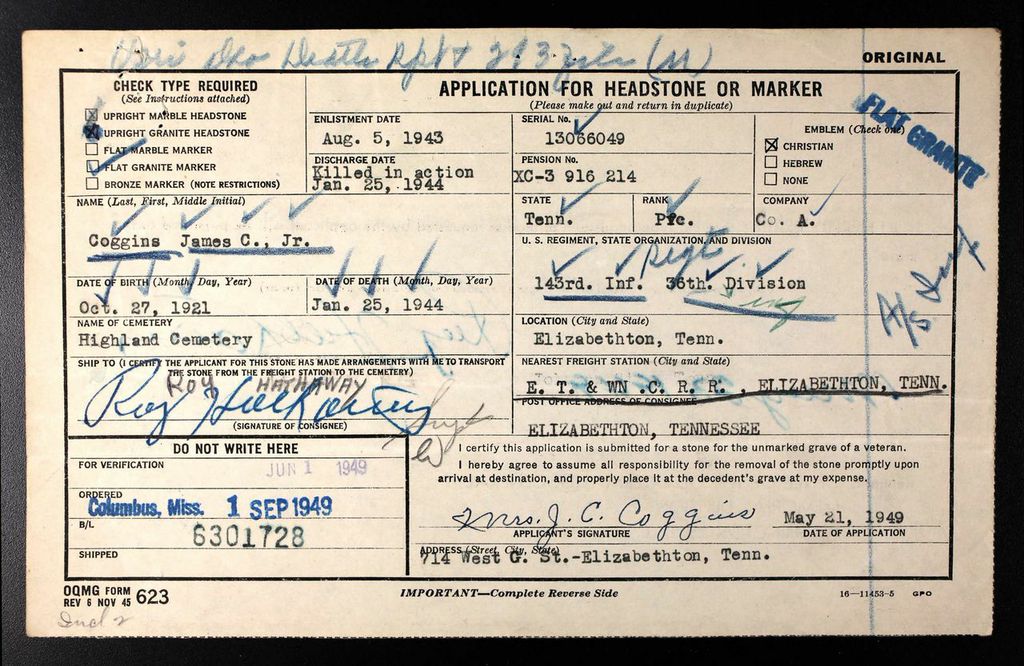 ORIGINAL
CHECK TYPE REQUIRED
(See Instructions attached)
UPRIGHT MARBLE HEADSTONE
UPRIGHT GRANITE HEADSTONE
FLAT MARBLE MARKER
FLAT GRANITE MARKER
BRONZE MARKER (NOTE RESTRICTIONS)
APPLICATION FOR HEADSTONE OR MARKER
(Please make out and return in duplicate)
ENLISTMENT DATE
Aug. 5, 1943
DISCHARGE DATE
Killed in action
Jan. 25, 1944
SERIAL No.
13066049
PENSION No.
XC-3 916 214
EMBLEM (Check one)
CHRISTIAN
HEBREW
NONE
FLAT GRANITE
NAME (Last, First, Middle Initial)
Coggins James C., Jr.
STATE
Tenn.
RANK
Pfc.
COMPANY
Co. A.
U. S. REGIMENT, STATE ORGANIZATION, AND DIVISION
Regt
143rd. Inf. 36th. Division
DATE OF BIRTH (Month, Day, Year)
Oct. 27, 1921
DATE OF DEATH (Month, Day, Year)
Jan. 25, 1944
NAME OF CEMETERY
Highland Cemetery
LOCATION (City and State)
Elizabethton, Tenn.
SHIP TO (I CERTIFY THE APPLICANT FOR THIS STONE HAS MADE ARRANGEMENTS WITH ME TO TRANSPORT
THE STONE FROM THE FREIGHT STATION TO THE CEMETERY)
ROY HATHAWAY
Roy Hathaway
Supt
(SIGNATURE OF CONSIGNEE)
NEAREST FREIGHT STATION (City and State)
E. T. & WN .C. R. R. , ELIZABETHTON, TENN.
POST OFFICE ADDRESS OF CONSIGNEE
ELIZABETHTON, TENNESSEE
DO NOT WRITE HERE
FOR VERIFICATION
JUN 1 1949
ORDERED
Columbus, Miss. 1 SEP 1949
B/L
6301728
SHIPPED
I certify this application is submitted for a stone for the unmarked grave of a veteran.
I hereby agree to assume all responsibility for the removal of the stone promptly upon
arrival at destination, and properly place it at the decedent's grave at my expense.
Mrs. J. C. Coggins May 21, 1949
APPLICANT'S SIGNATURE DATE OF APPLICATION
ADDRESS (Street, City, State)
714 West G. St.-Elizabethton, Tenn.
OQMG FORM
REV 6 NOV 45 623
IMPORTANT—Complete Reverse Side
16—11453-5 GPO